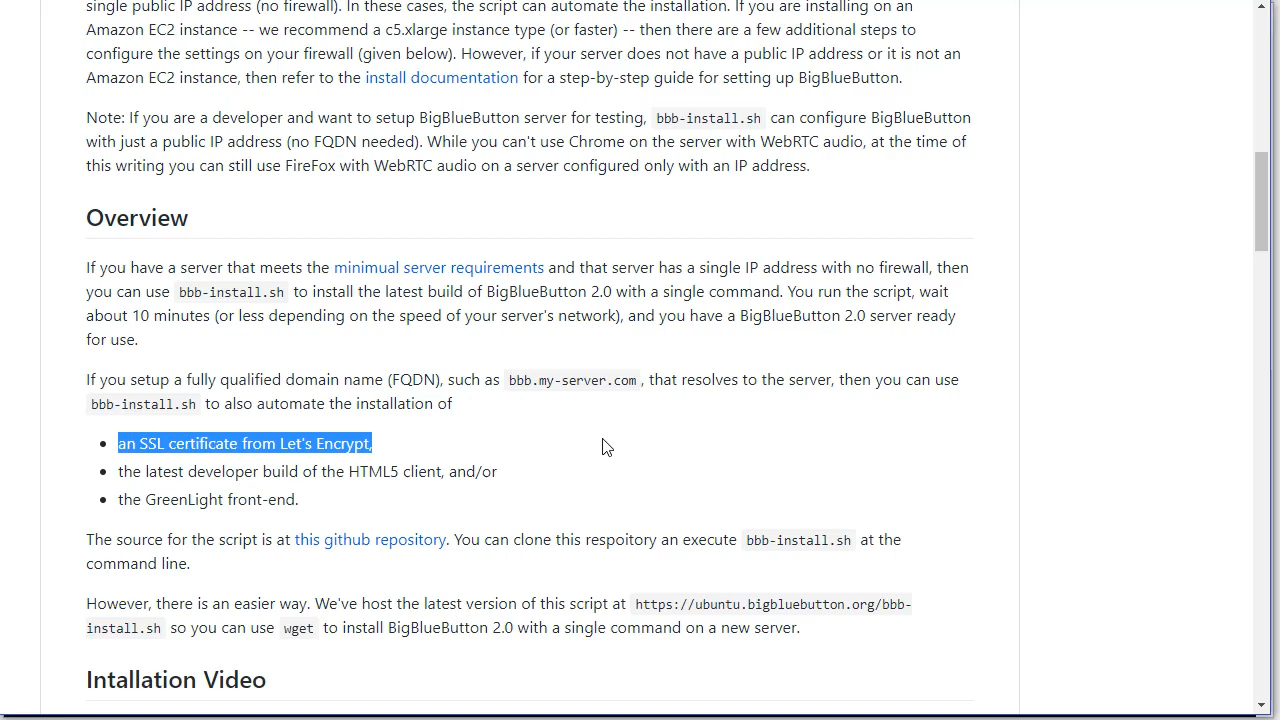 single public IP address (no firewall). In these cases, the script can automate the installation. If you are installing on an
Amazon EC2 instance -- we recommend a c5.xlarge instance type (or faster) -- then there are a few additional steps to
configure the settings on your firewall (given below). However, if your server does not have a public IP address or it is not an
Amazon EC2 instance, then refer to the install documentation for a step-by-step guide for setting up BigBlueButton.
Note: If you are a developer and want to setup BigBlueButton server for testing, bbb-install.sh can configure BigBlueButton
with just a public IP address (no FQDN needed). While you can't use Chrome on the server with WebRTC audio, at the time of
this writing you can still use FireFox with WebRTC audio on a server configured only with an IP address.
Overview
If you have a server that meets the minimual server requirements and that server has a single IP address with no firewall, then
you can use bbb-install.sh to install the latest build of BigBlueButton 2.0 with a single command. You run the script, wait
about 10 minutes (or less depending on the speed of your server's network), and you have a BigBlueButton 2.0 server ready
for use.
If you setup a fully qualified domain name (FQDN), such as bbb.my-server.com, that resolves to the server, then you can use
bbb-install.sh to also automate the installation of
• an SSL certificate from Let's Encrypt,
• the latest developer build of the HTML5 client, and/or
• the GreenLight front-end.
The source for the script is at this github repository. You can clone this respoitory an execute bbb-install.sh at the
command line.
However, there is an easier way. We've host the latest version of this script at https://ubuntu.bigbluebutton.org/bbb-
install.sh so you can use wget to install BigBlueButton 2.0 with a single command on a new server.
Intallation Video